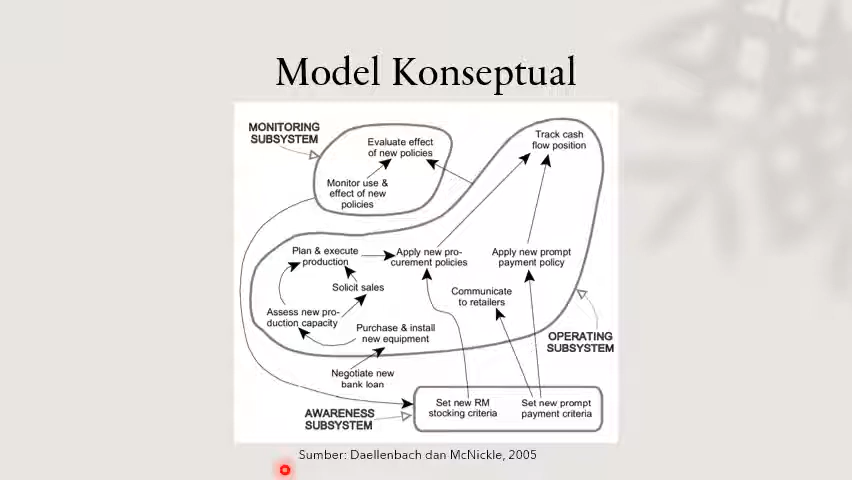 Model Konseptual
MONITORING
SUBSYSTEM
Evaluate effect
of new policies
Monitor use &
effect of new
policies
Track cash
flow position
Plan & execute
production
Apply new pro-
curement policies
Apply new prompt
payment policy
Solicit sales
Communicate
to retailers
Assess new pro-
duction capacity
Purchase & install
new equipment
OPERATING
SUBSYSTEM
Negotiate new
bank loan
AWARENESS
SUBSYSTEM
Set new RM
stocking criteria
Set new prompt
payment criteria
Sumber: Daellenbach dan McNickle, 2005